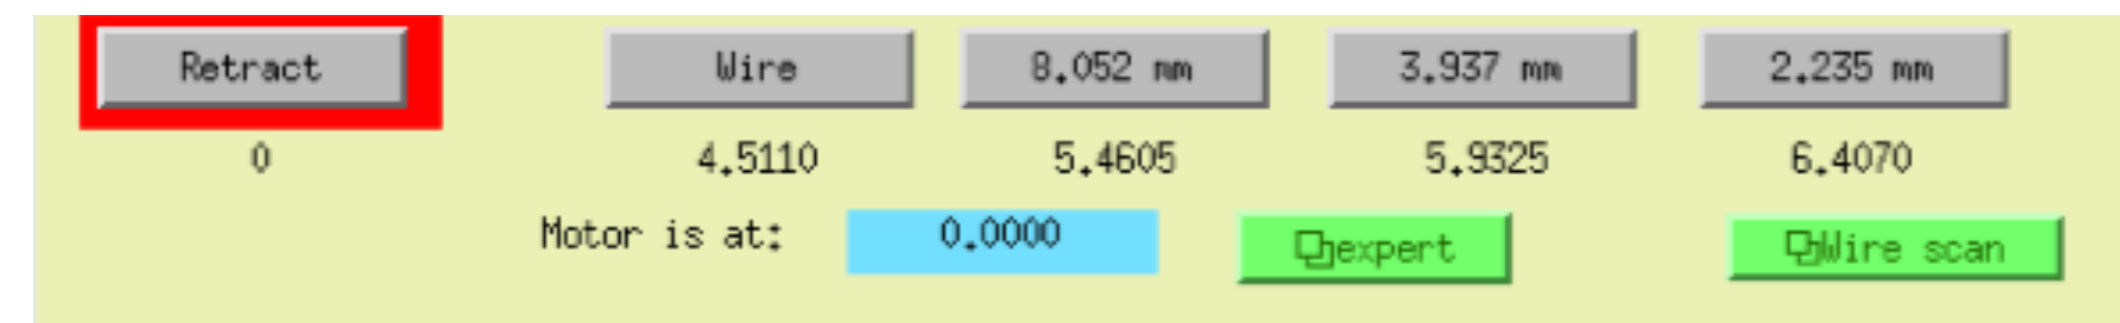 Retract Wire 8.052 mm 3.937 mm 2.235 mm
0 4.5110 5.4605 5.9325 6.4070
Motor is at: 0.0000 expert Wire scan